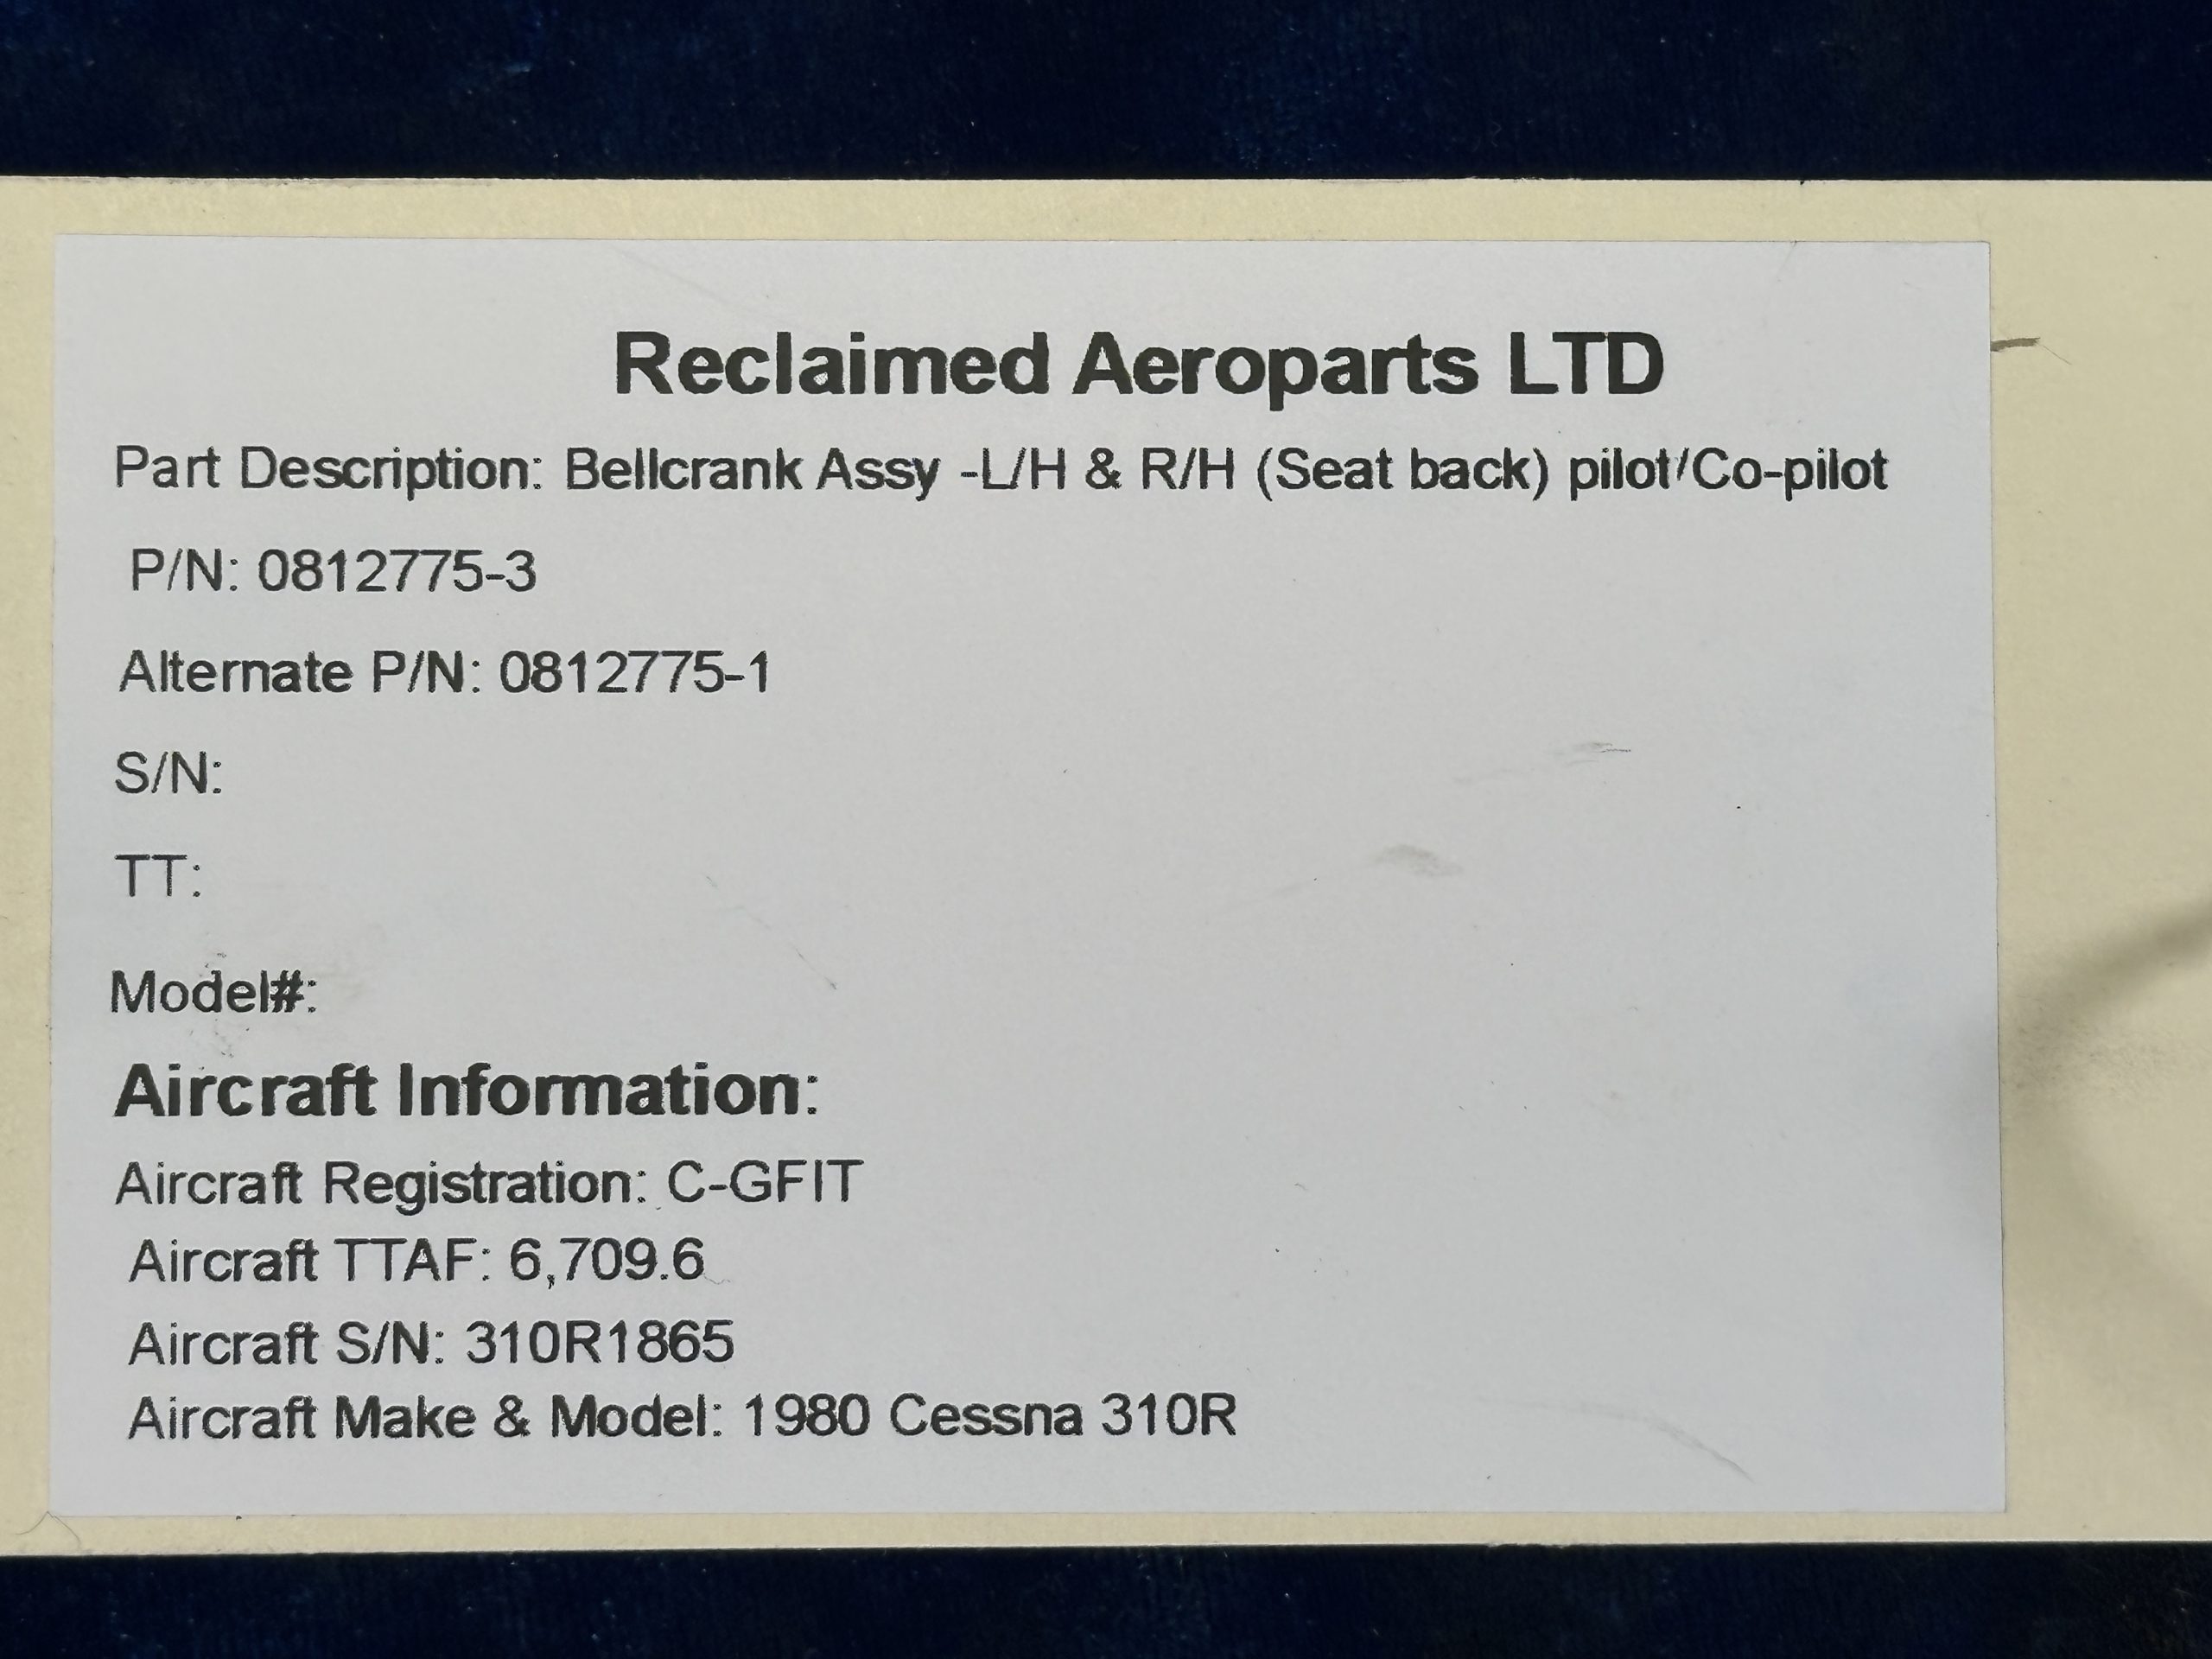 Reclaimed Aeroparts LTD
Part Description: Bellcrank Assy -L/H & R/H (Seat back) pilot/Co-pilot
P/N: 0812775-3
Alternate P/N: 0812775-1
S/N:
TT:
Model#:
Aircraft Information:
Aircraft Registration: C-GFIT
Aircraft TTAF: 6,709.6
Aircraft S/N: 310R1865
Aircraft Make & Model: 1980 Cessna 310R